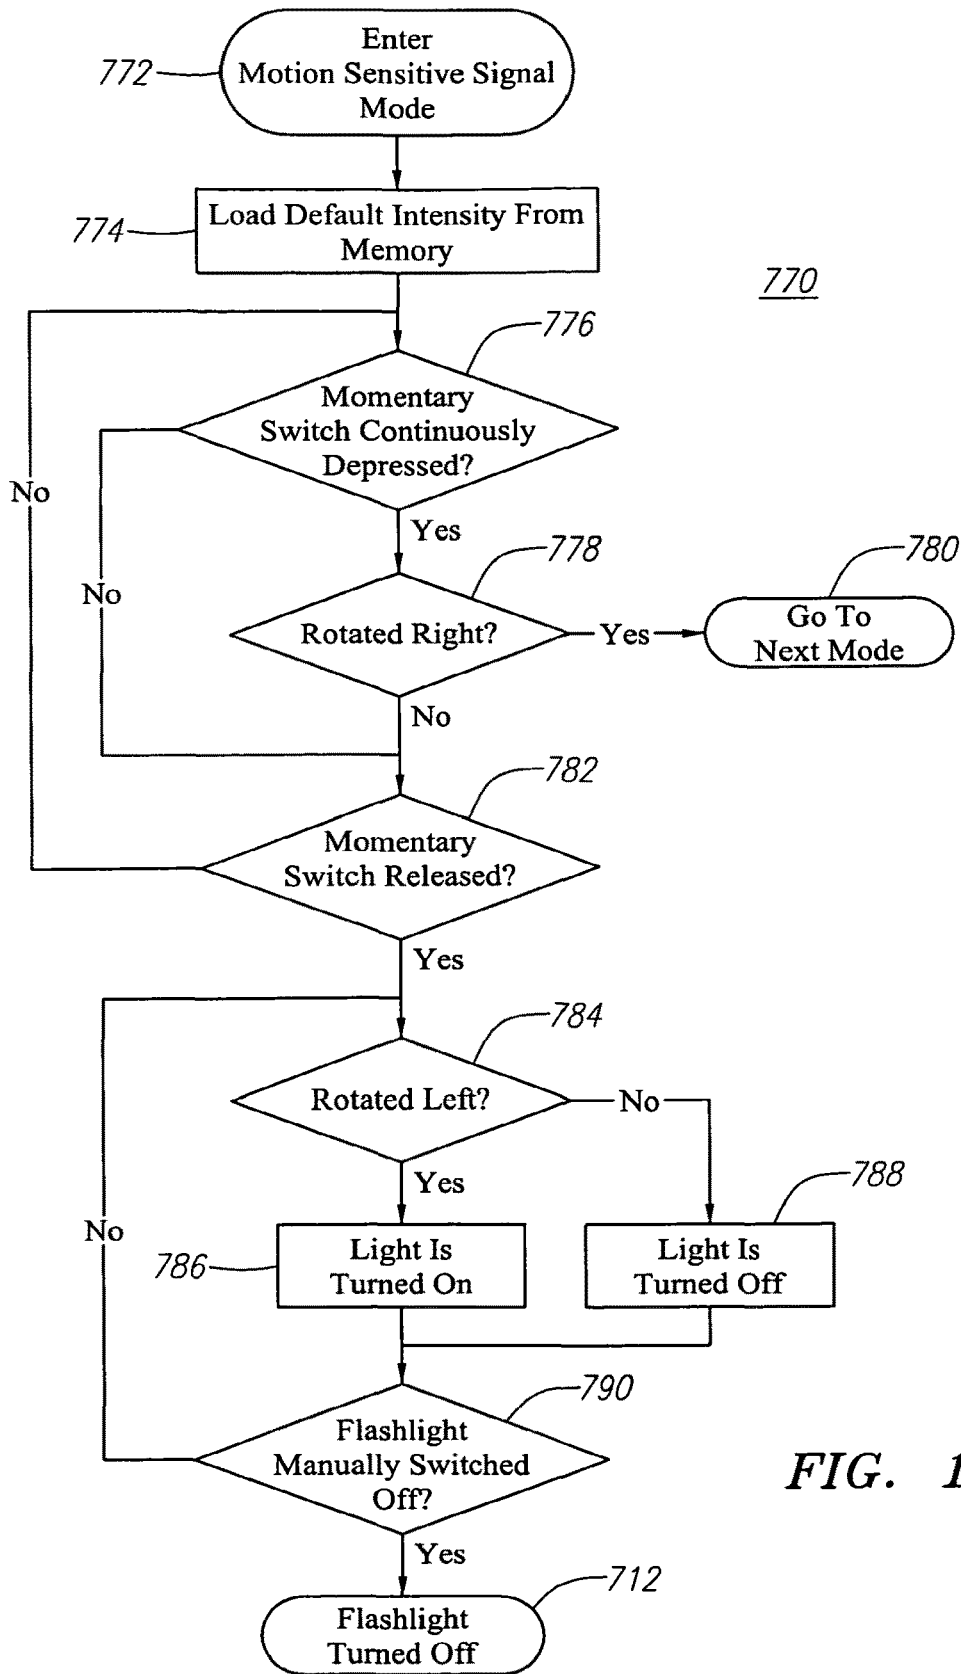 Enter
Motion Sensitive Signal
Mode
772
Load Default Intensity From
Memory
774
770
776
Momentary
Switch Continuously
Depressed?
No
Yes
No
778
Rotated Right?
Yes
780
Go To
Next Mode
No
782
Momentary
Switch Released?
Yes
784
Rotated Left?
No
Yes
No
786
Light Is
Turned On
788
Light Is
Turned Off
790
Flashlight
Manually Switched
Off?
FIG. 1
Yes
712
Flashlight
Turned Off